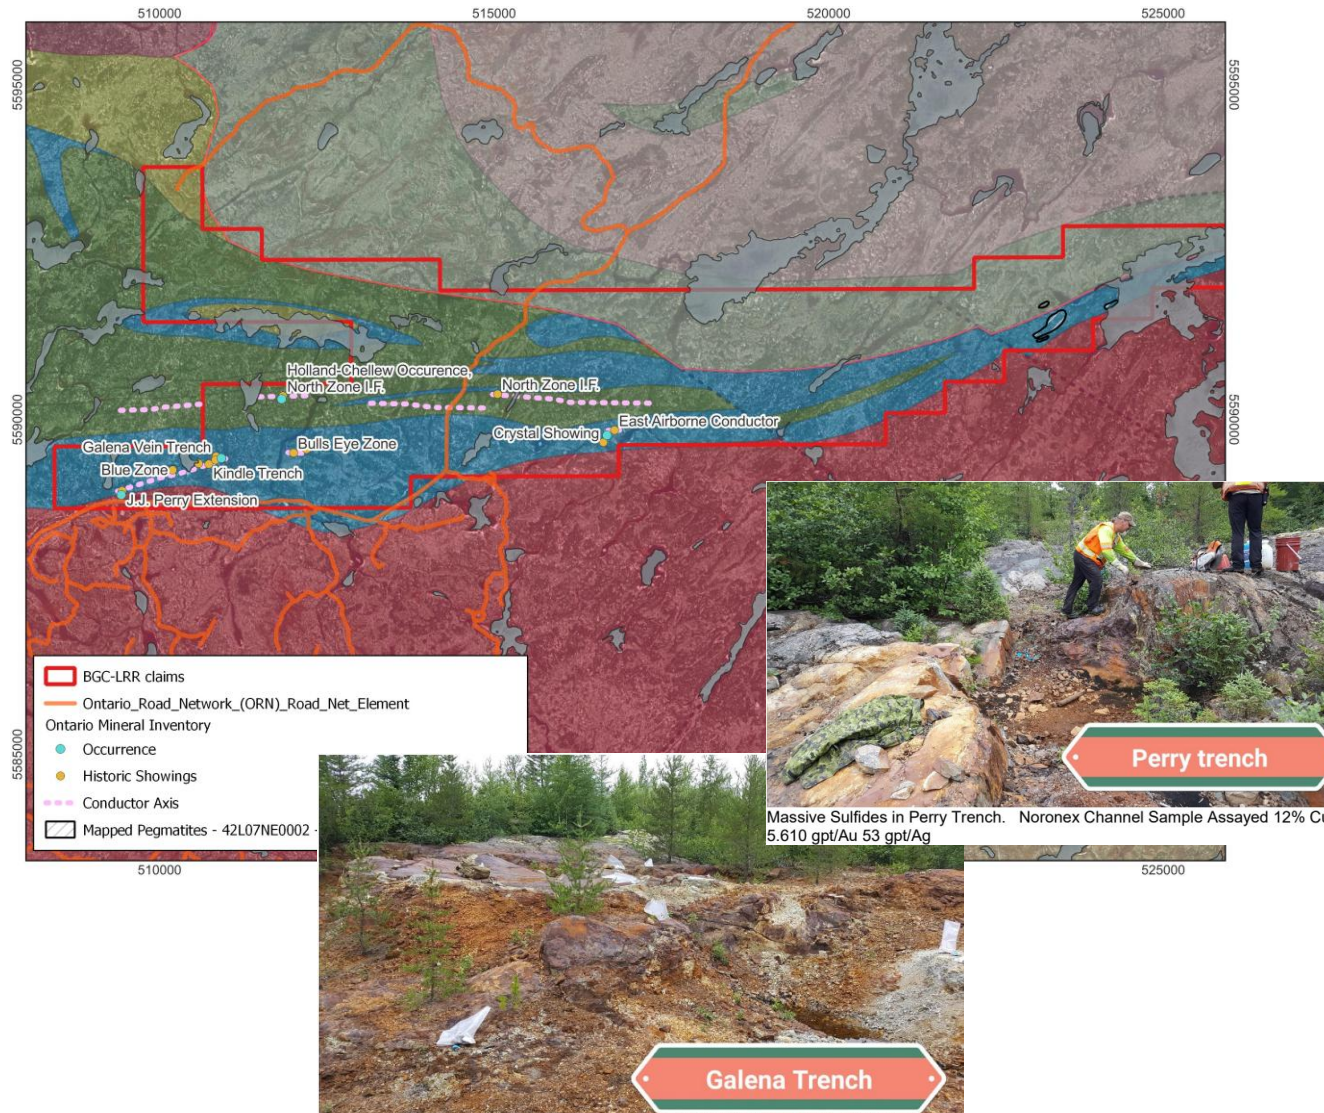 510000
515000
520000
525000
5595000
5595000
Holland-Chellew Occurence,
North Zone I.F.
North Zone I.F.
5590000
5590000
East Airborne Conductor
Crystal Showing
Galena Vein Trench
Bulls Eye Zone
Blue Zone
Kindle Trench
J.J. Perry Extension
BGC-LRR claims
Ontario_Road_Network_(ORN)_Road_Net_Element
Ontario Mineral Inventory
Occurrence
Historic Showings
Conductor Axis
Mapped Pegmatites - 42L07NE0002 -
5585000
Perry trench
Massive Sulfides in Perry Trench. Noronex Channel Sample Assayed 12% Cu
5.610 gpt/Au 53 gpt/Ag
510000
525000
Galena Trench